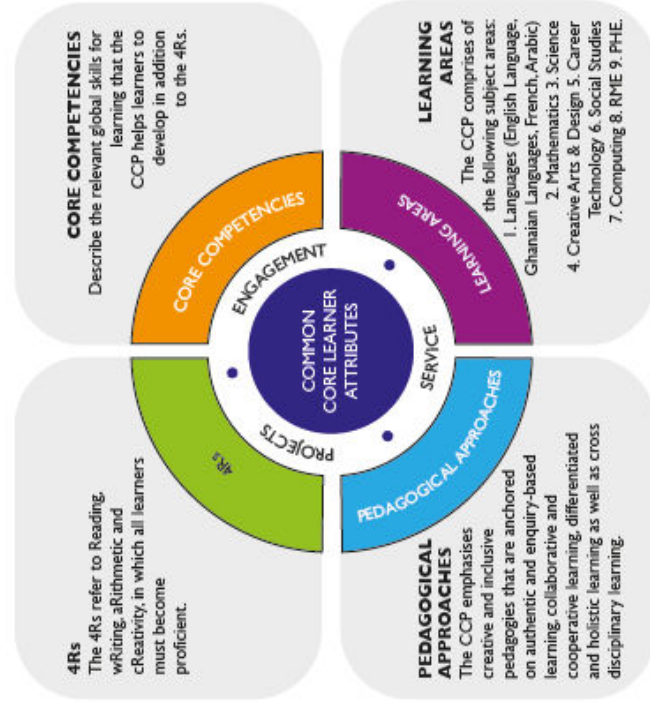 4Rs
The 4Rs refer to Reading,
wRiting, aRithmetic and
cReativity, in which all learners
must become
proficient.
CORE COMPETENCIES
Describe the relevant global skills for
learning that the
CCP helps learners to
develop in addition
to the 4Rs.
4Rs
CORE COMPETENCIES
PROJECTS
ENGAGEMENT
COMMON
CORE LEARNER
ATTRIBUTES
SERVICE
PEDAGOGICAL APPROACHES
LEARNING AREAS
PEDAGOGICAL
APPROACHES
The CCP emphasises
creative and inclusive
pedagogies that are anchored
on authentic and enquiry-based
learning, collaborative and
cooperative learning, differentiated
and holistic learning as well as cross
disciplinary learning.
LEARNING
AREAS
The CCP comprises of
the following subject areas:
1. Languages (English Language,
Ghanaian Languages, French, Arabic)
2. Mathematics 3. Science
4. Creative Arts & Design 5. Career
Technology 6. Social Studies
7. Computing 8. RME 9. PHE.